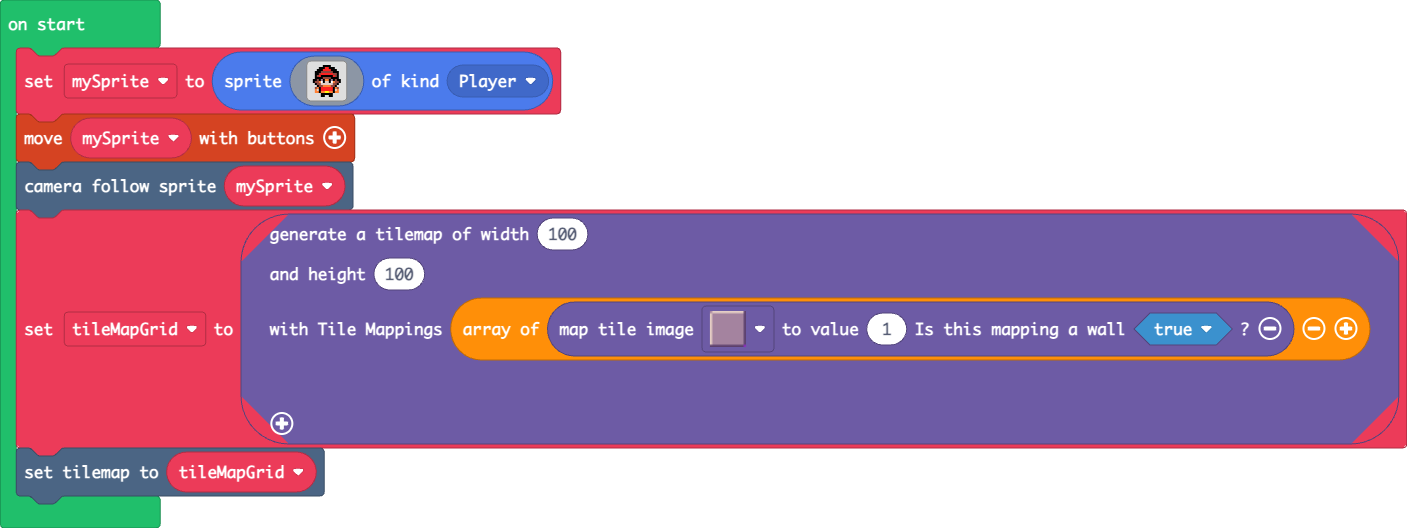 on start
set mySprite to sprite of kind Player
move mySprite with buttons
camera follow sprite mySprite
generate a tilemap of width 100
and height 100
set tileMapGrid to with Tile Mappings array of map tile image to value 1 Is this mapping a wall true ?
set tilemap to tileMapGrid